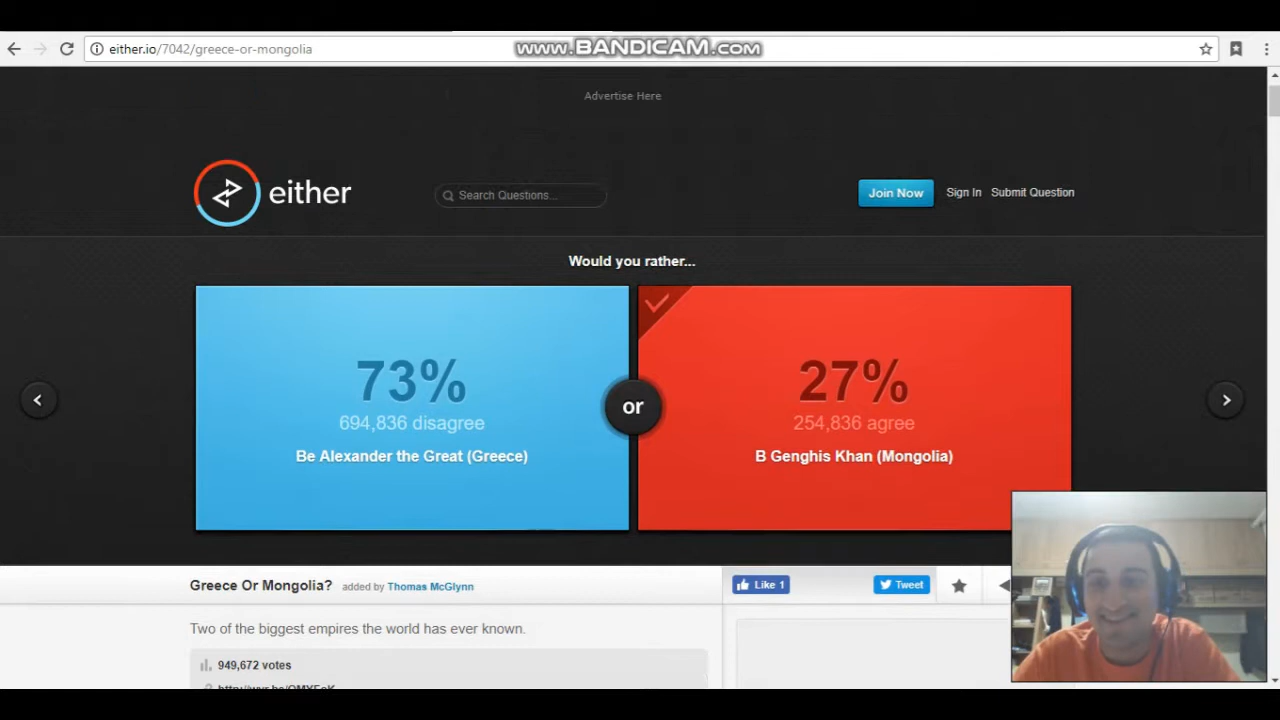 either.io/7042/greece-or-mongolia
www.BANDICAM.com
Advertise Here
either
Search Questions...
Join Now
Sign In
Submit Question
Would you rather...
73%
694,836 disagree
Be Alexander the Great (Greece)
or
27%
254,836 agree
B Genghis Khan (Mongolia)
Greece Or Mongolia?
added by Thomas McGlynn
Like 1
Tweet
Two of the biggest empires the world has ever known.
949,672 votes